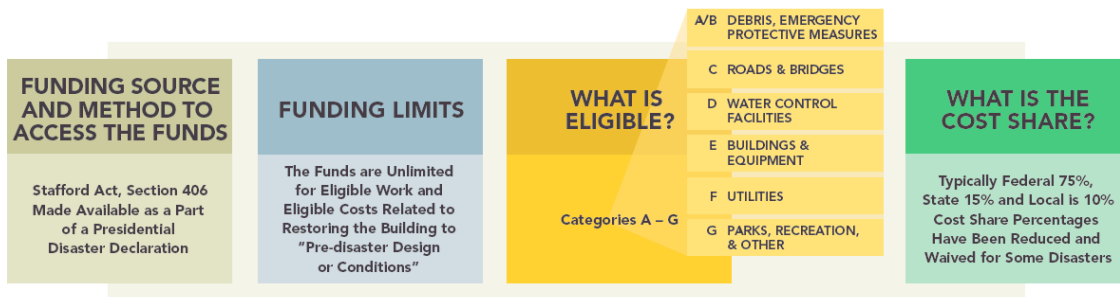 FUNDING SOURCE
AND METHOD TO
ACCESS THE FUNDS
Stafford Act, Section 406
Made Available as a Part
of a Presidential
Disaster Declaration
FUNDING LIMITS
The Funds are Unlimited
for Eligible Work and
Eligible Costs Related to
Restoring the Building to
“Pre-disaster Design
or Conditions”
WHAT IS
ELIGIBLE?
Categories A – G
A/B DEBRIS, EMERGENCY
PROTECTIVE MEASURES
C ROADS & BRIDGES
D WATER CONTROL
FACILITIES
E BUILDINGS &
EQUIPMENT
F UTILITIES
G PARKS, RECREATION,
& OTHER
WHAT IS THE
COST SHARE?
Typically Federal 75%,
State 15% and Local is 10%
Cost Share Percentages
Have Been Reduced and
Waived for Some Disasters